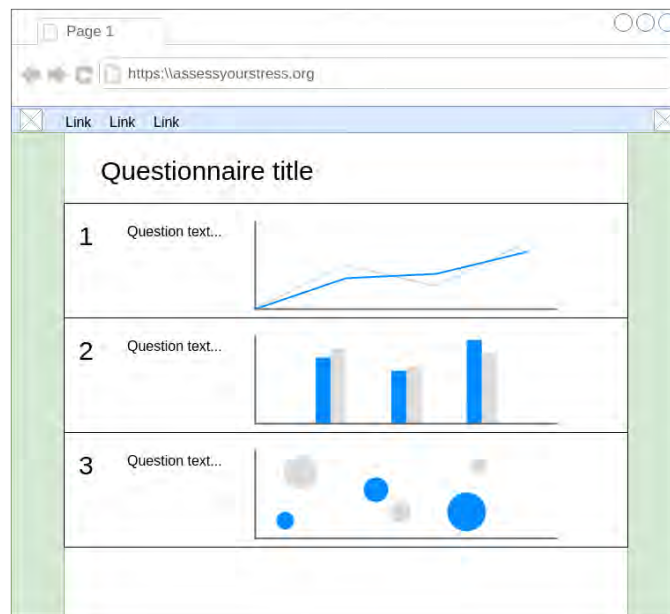 Page 1
https:\\assessyourstress.org
Link Link Link
Questionnaire title
1 Question text...
2 Question text...
3 Question text...